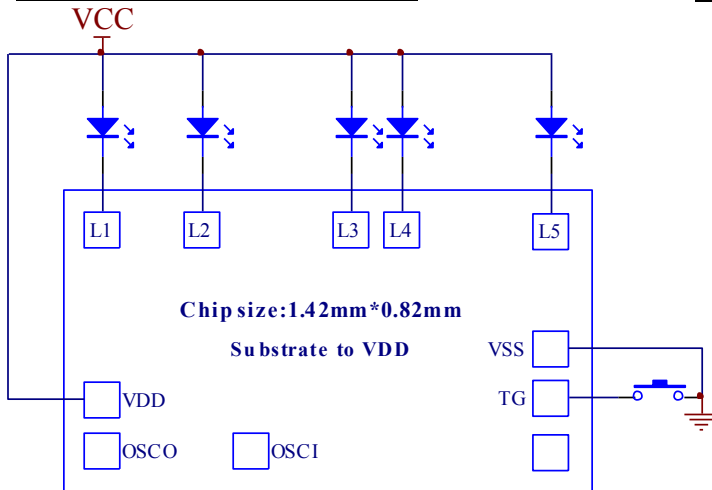 VCC
L1 L2 L3 L4 L5
Chip size:1.42mm*0.82mm
Substrate to VDD
VSS
VDD
TG
OSCO OSCI